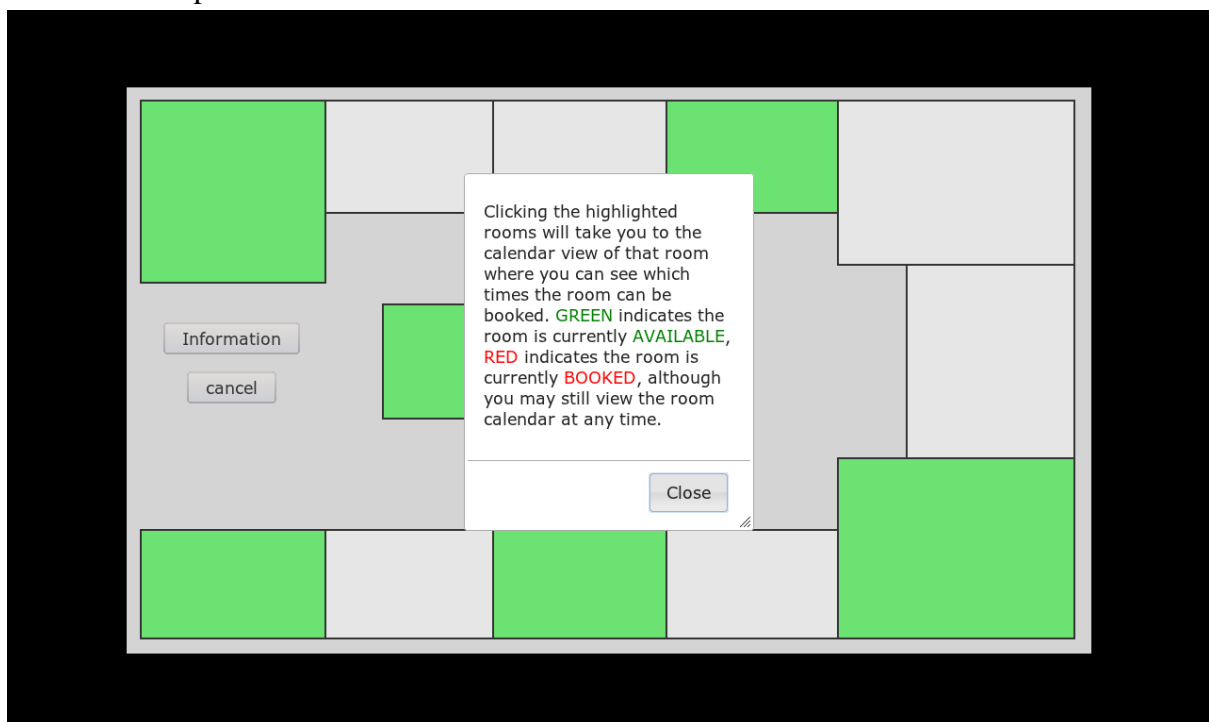 Clicking the highlighted
rooms will take you to the
calendar view of that room
where you can see which
times the room can be
booked. GREEN indicates the
room is currently AVAILABLE,
RED indicates the room is
currently BOOKED, although
you may still view the room
calendar at any time.
Information
cancel
Close